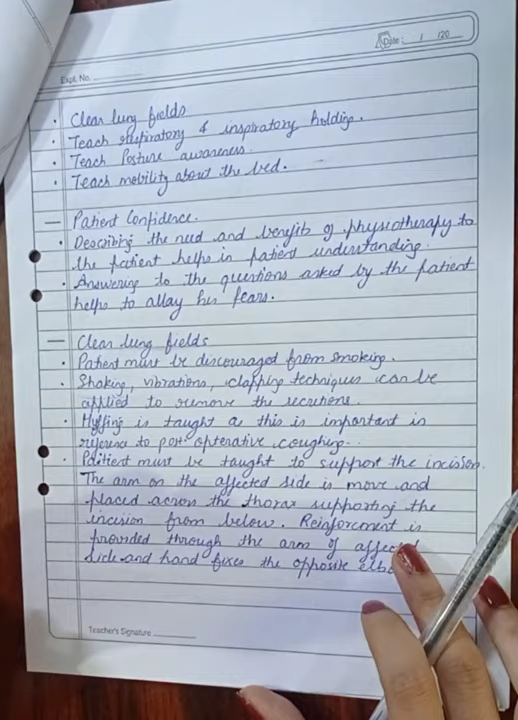 Date: / /20
Expt. No.
• Clear lung fields
• Teach respiratory & inspiratory holding.
• Teach Posture awareness.
• Teach mobility about the bed.
— Patient Confidence.
• Describing the need and benefits of physiotherapy to
the patient helps in patient understanding.
• Answering to the questions asked by the patient
helps to allay his fears.
— Clear lung fields
• Patient must be discouraged from smoking.
• Shaking, vibrations, clapping techniques can be
applied to remove the secretions.
• Huffing is taught as this is important in
reference to post-operative coughing.
• Patient must be taught to support the incision.
The arm on the affected side is move and
placed across the thorax supporting the
incision from below. Reinforcement is
provided through the arm of
side and hand fixes the opposite
Teacher's Signature